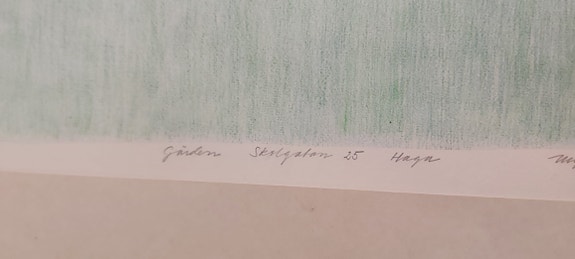 Gården Skolgatan 25 Haga